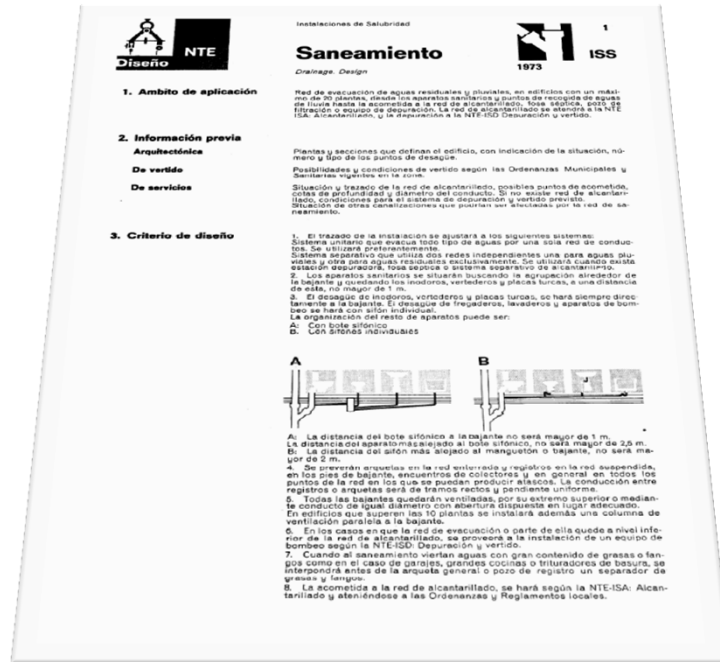 Instalaciones de Salubridad
1
Diseño
NTE
Saneamiento
ISS
Drainage. Design
1973
1. Ambito de aplicación
Red de evacuación de aguas residuales y pluviales, en edificios con un máxi-
mo de 20 plantas, desde los aparatos sanitarios y puntos de recogida de aguas
de lluvia hasta la acometida a la red de alcantarillado, fosa séptica, pozo de
filtración o equipo de depuración. La red de alcantarillado se atendrá a la NTE
ISA: Alcantarillado, y la depuración a la NTE-ISD Depuración y vertido.
2. Información previa
Arquitectónica
Plantas y secciones que definan el edificio, con indicación de la situación, nú-
mero y tipo de los puntos de desagüe.
De vertido
Posibilidades y condiciones de vertido según las Ordenanzas Municipales y
Sanitarias vigentes en la zona.
De servicios
Situación y trazado de la red de alcantarillado, posibles puntos de acometida,
cotas de profundidad y diámetro del conducto. Si no existe red de alcantari-
llado, condiciones para el sistema de depuración y vertido previsto.
Situación de otras canalizaciones que pudieran ser afectadas por la red de sa-
neamiento.
3. Criterio de diseño
1. El trazado de la instalación se ajustará a los siguientes sistemas:
Sistema unitario que evacua todo tipo de aguas por una sola red de conduc-
tos. Se utilizará preferentemente.
Sistema separativo que utiliza dos redes independientes una para aguas plu-
viales y otra para aguas residuales exclusivamente. Se utilizará cuando exista
estación depuradora, fosa séptica o sistema separativo de alcantarillado.
2. Los aparatos sanitarios se situarán buscando la agrupación alrededor de
la bajante y quedando los inodoros, vertederos y placas turcas, a una distancia
de esta, no mayor de 1 m.
3. El desagüe de inodoros, vertederos y placas turcas, se hará siempre direc-
tamente a la bajante. El desagüe de fregaderos, lavaderos y aparatos de bom-
beo se hará con sifón individual.
La organización del resto de aparatos puede ser:
A: Con bote sifónico
B. Con sifones individuales
A
B
A: La distancia del bote sifónico a la bajante no será mayor de 1 m.
La distancia del aparato más alejado al bote sifónico, no será mayor de 2,5 m.
B: La distancia del sifón más alejado al manguetón o bajante, no será ma-
yor de 2 m.
4. Se preverán arquetas en la red enterrada y registros en la red suspendida,
en los pies de bajante, encuentros de colectores y en general en todos los
puntos de la red en los que se puedan producir atascos. La conducción entre
registros o arquetas será de tramos rectos y pendiente uniforme.
5. Todas las bajantes quedarán ventiladas, por su extremo superior o median-
te conducto de igual diámetro con abertura dispuesta en lugar adecuado.
En edificios que superen las 10 plantas se instalará además una columna de
ventilación paralela a la bajante.
6. En los casos en que la red de evacuación o parte de ella quede a nivel infe-
rior de la red de alcantarillado, se proveerá a la instalación de un equipo de
bombeo según la NTE-ISD: Depuración y vertido.
7. Cuando al saneamiento viertan aguas con gran contenido de grasas o fan-
gos como en el caso de garajes, grandes cocinas o trituradores de basura, se
interpondrá antes de la arqueta general o pozo de registro un separador de
grasas y fangos.
8. La acometida a la red de alcantarillado, se hará según la NTE-ISA: Alcan-
tarillado y ateniéndose a las Ordenanzas y Reglamentos locales.